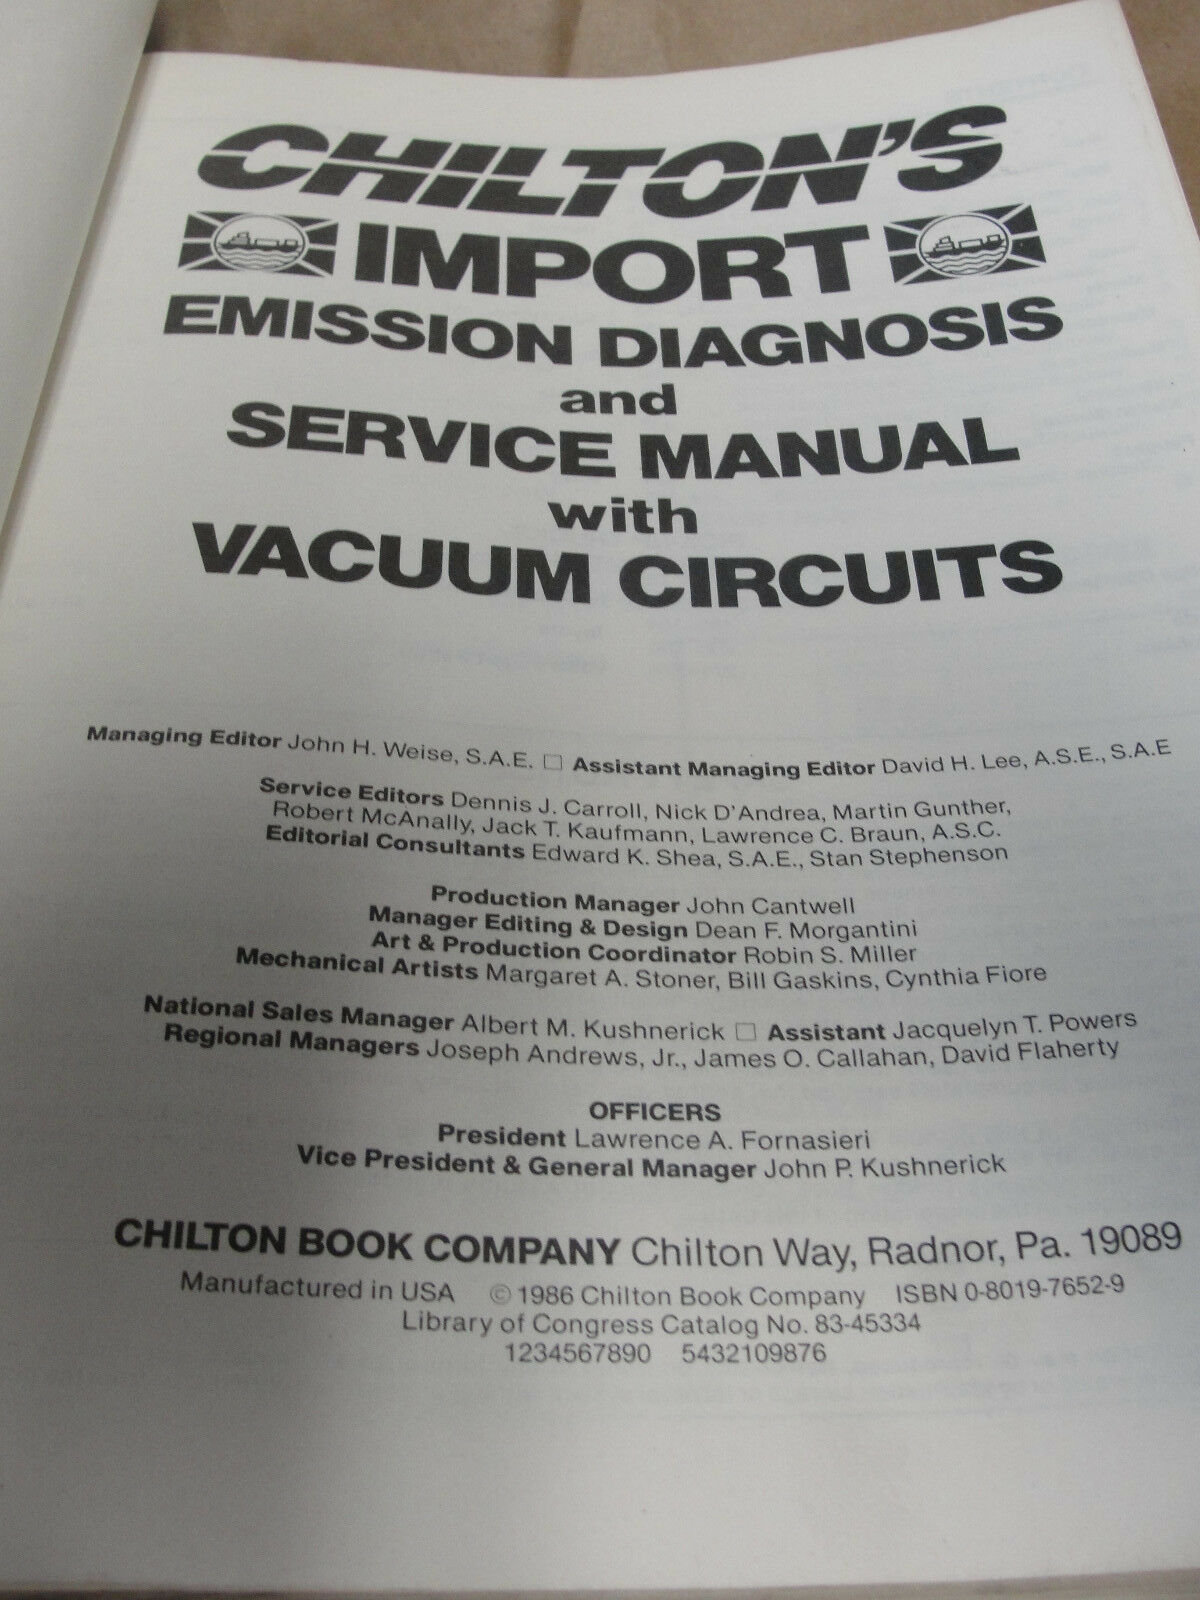 CHILTON'S
IMPORT
EMISSION DIAGNOSIS
and
SERVICE MANUAL
with
VACUUM CIRCUITS
Managing Editor John H. Weise, S.A.E. □ Assistant Managing Editor David H. Lee, A.S.E., S.A.E
Service Editors Dennis J. Carroll, Nick D'Andrea, Martin Gunther,
Robert McAnally, Jack T. Kaufmann, Lawrence C. Braun, A.S.C.
Editorial Consultants Edward K. Shea, S.A.E., Stan Stephenson
Production Manager John Cantwell
Manager Editing & Design Dean F. Morgantini
Art & Production Coordinator Robin S. Miller
Mechanical Artists Margaret A. Stoner, Bill Gaskins, Cynthia Fiore
National Sales Manager Albert M. Kushnerick □ Assistant Jacquelyn T. Powers
Regional Managers Joseph Andrews, Jr., James O. Callahan, David Flaherty
OFFICERS
President Lawrence A. Fornasieri
Vice President & General Manager John P. Kushnerick
CHILTON BOOK COMPANY Chilton Way, Radnor, Pa. 19089
Manufactured in USA © 1986 Chilton Book Company ISBN 0-8019-7652-9
Library of Congress Catalog No. 83-45334
1234567890 5432109876